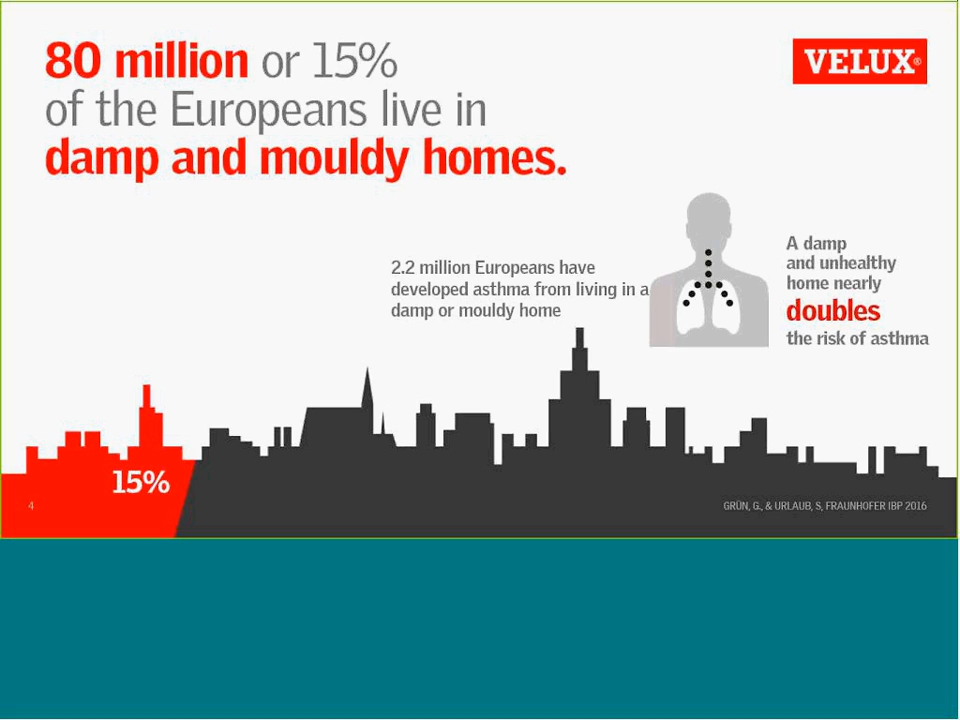 80 million or 15%
of the Europeans live in
damp and mouldy homes.
VELUX®
2.2 million Europeans have
developed asthma from living in a
damp or mouldy home
A damp
and unhealthy
home nearly
doubles
the risk of asthma
15%
4
GRÜN, G., & URLAUB, S, FRAUNHOFER IBP 2016